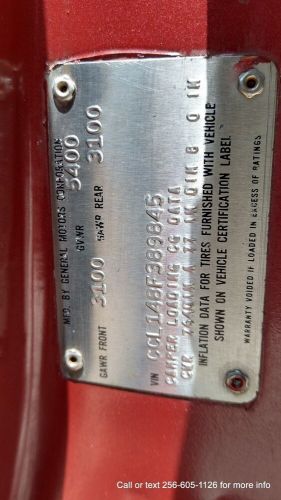 MFG. BY GENERAL MOTORS CORPORATION
GVWR 5400
GAWR FRONT 3100 GAWR REAR 3100
VIN CCL148F389845
CAMPER LOADING CG DATA
INFLATION DATA FOR TIRES FURNISHED WITH VEHICLE
SHOWN ON VEHICLE CERTIFICATION LABEL.
WARRANTY VOIDED IF LOADED IN EXCESS OF RATINGS
Call or text 256-605-1126 for more info